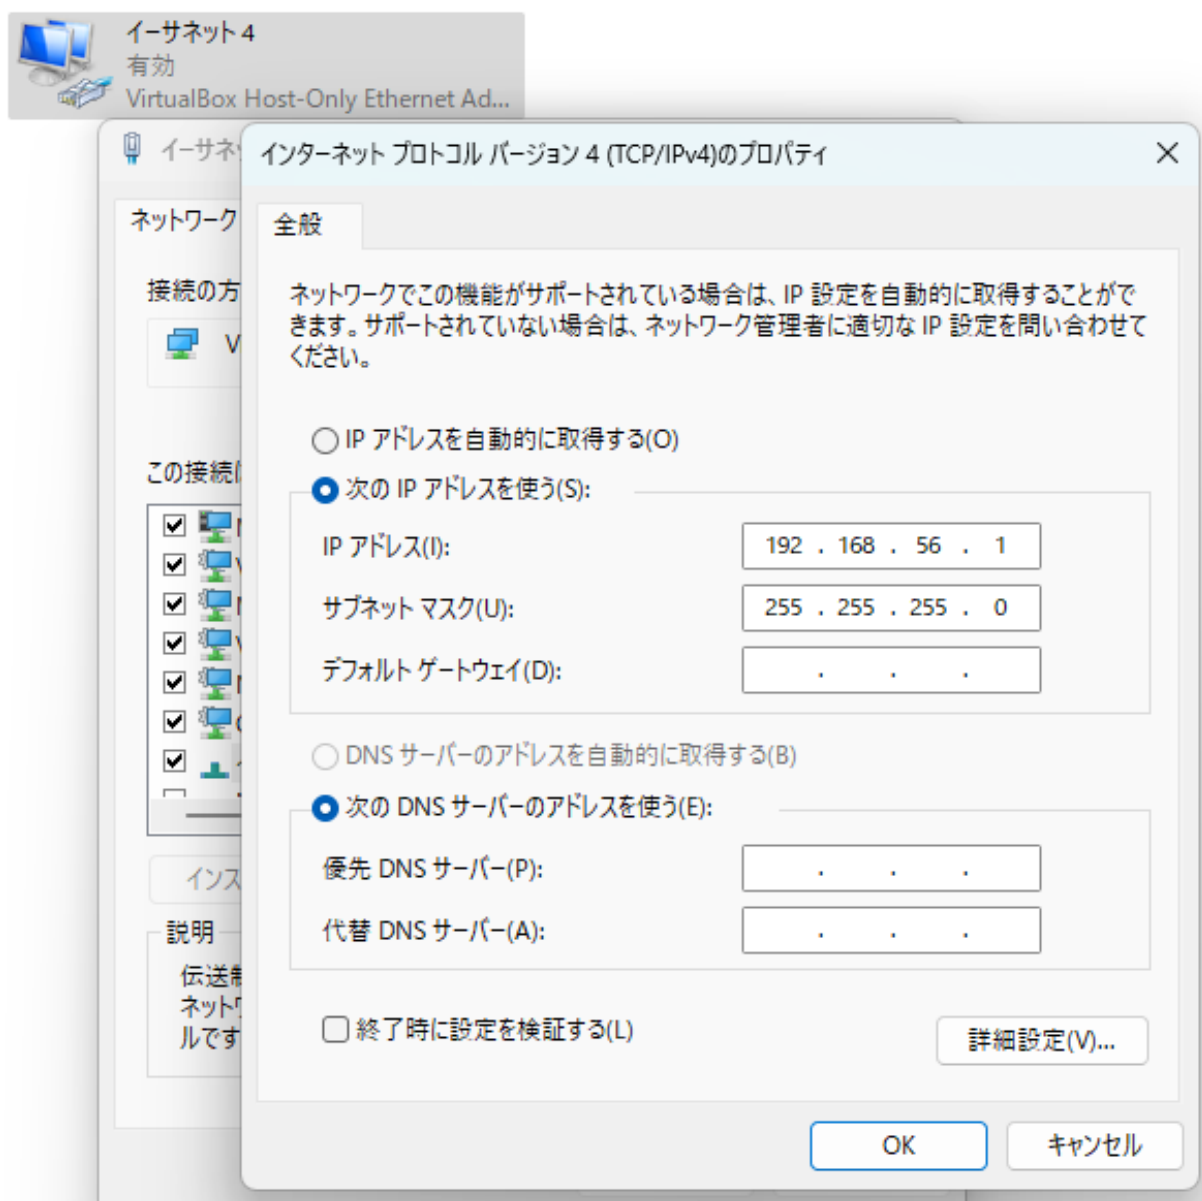 イーサネット 4
有効
VirtualBox Host-Only Ethernet Ad...
イーサネ
インターネット プロトコル バージョン 4 (TCP/IPv4)のプロパティ
ネットワーク
全般
接続の方
ネットワークでこの機能がサポートされている場合は、IP 設定を自動的に取得することがで
きます。サポートされていない場合は、ネットワーク管理者に適切な IP 設定を問い合わせて
ください。
V
IP アドレスを自動的に取得する(O)
この接続
次の IP アドレスを使う(S):
IP アドレス(I):
192 . 168 . 56 . 1
サブネット マスク(U):
255 . 255 . 255 . 0
デフォルト ゲートウェイ(D):
. . .
DNS サーバーのアドレスを自動的に取得する(B)
次の DNS サーバーのアドレスを使う(E):
優先 DNS サーバー(P):
. . .
インス
代替 DNS サーバー(A):
. . .
説明
伝送制
ネットワ
ルです
終了時に設定を検証する(L)
詳細設定(V)...
OK
キャンセル